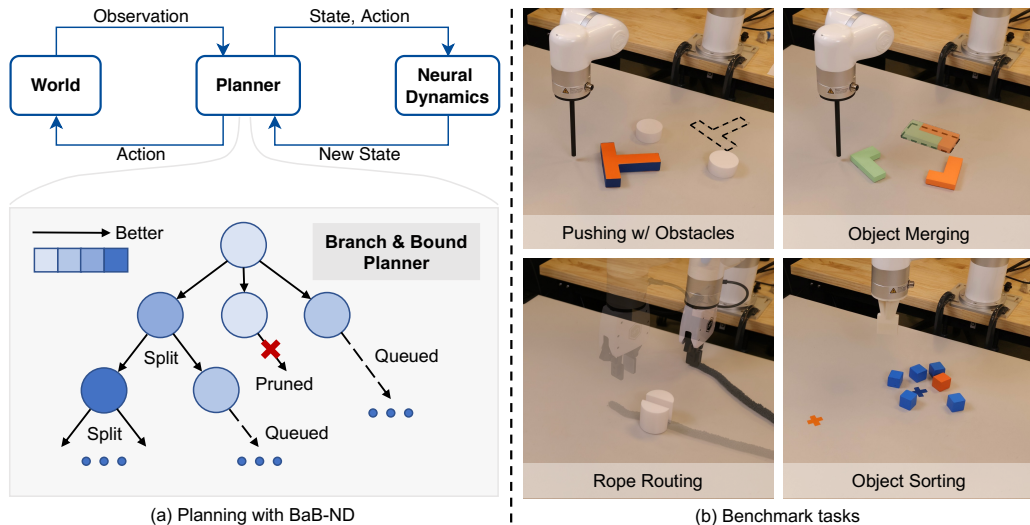 Observation
State, Action
World
Planner
Neural
Dynamics
Action
New State
Better
Branch & Bound
Planner
Split
Pruned
Queued
Split
Queued
(a) Planning with BaB-ND
Pushing w/ Obstacles
Object Merging
Rope Routing
Object Sorting
(b) Benchmark tasks